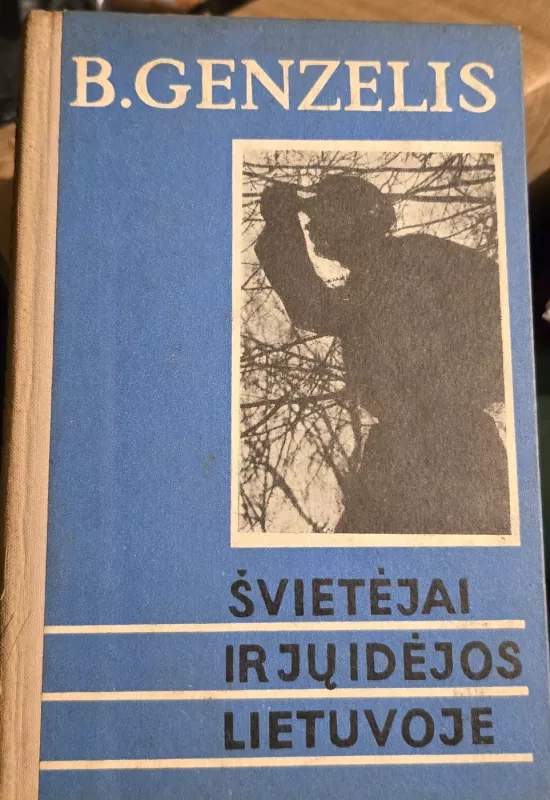 B.GENZELIS
ŠVIETĖJAI
IR JŲ IDĖJOS
LIETUVOJE